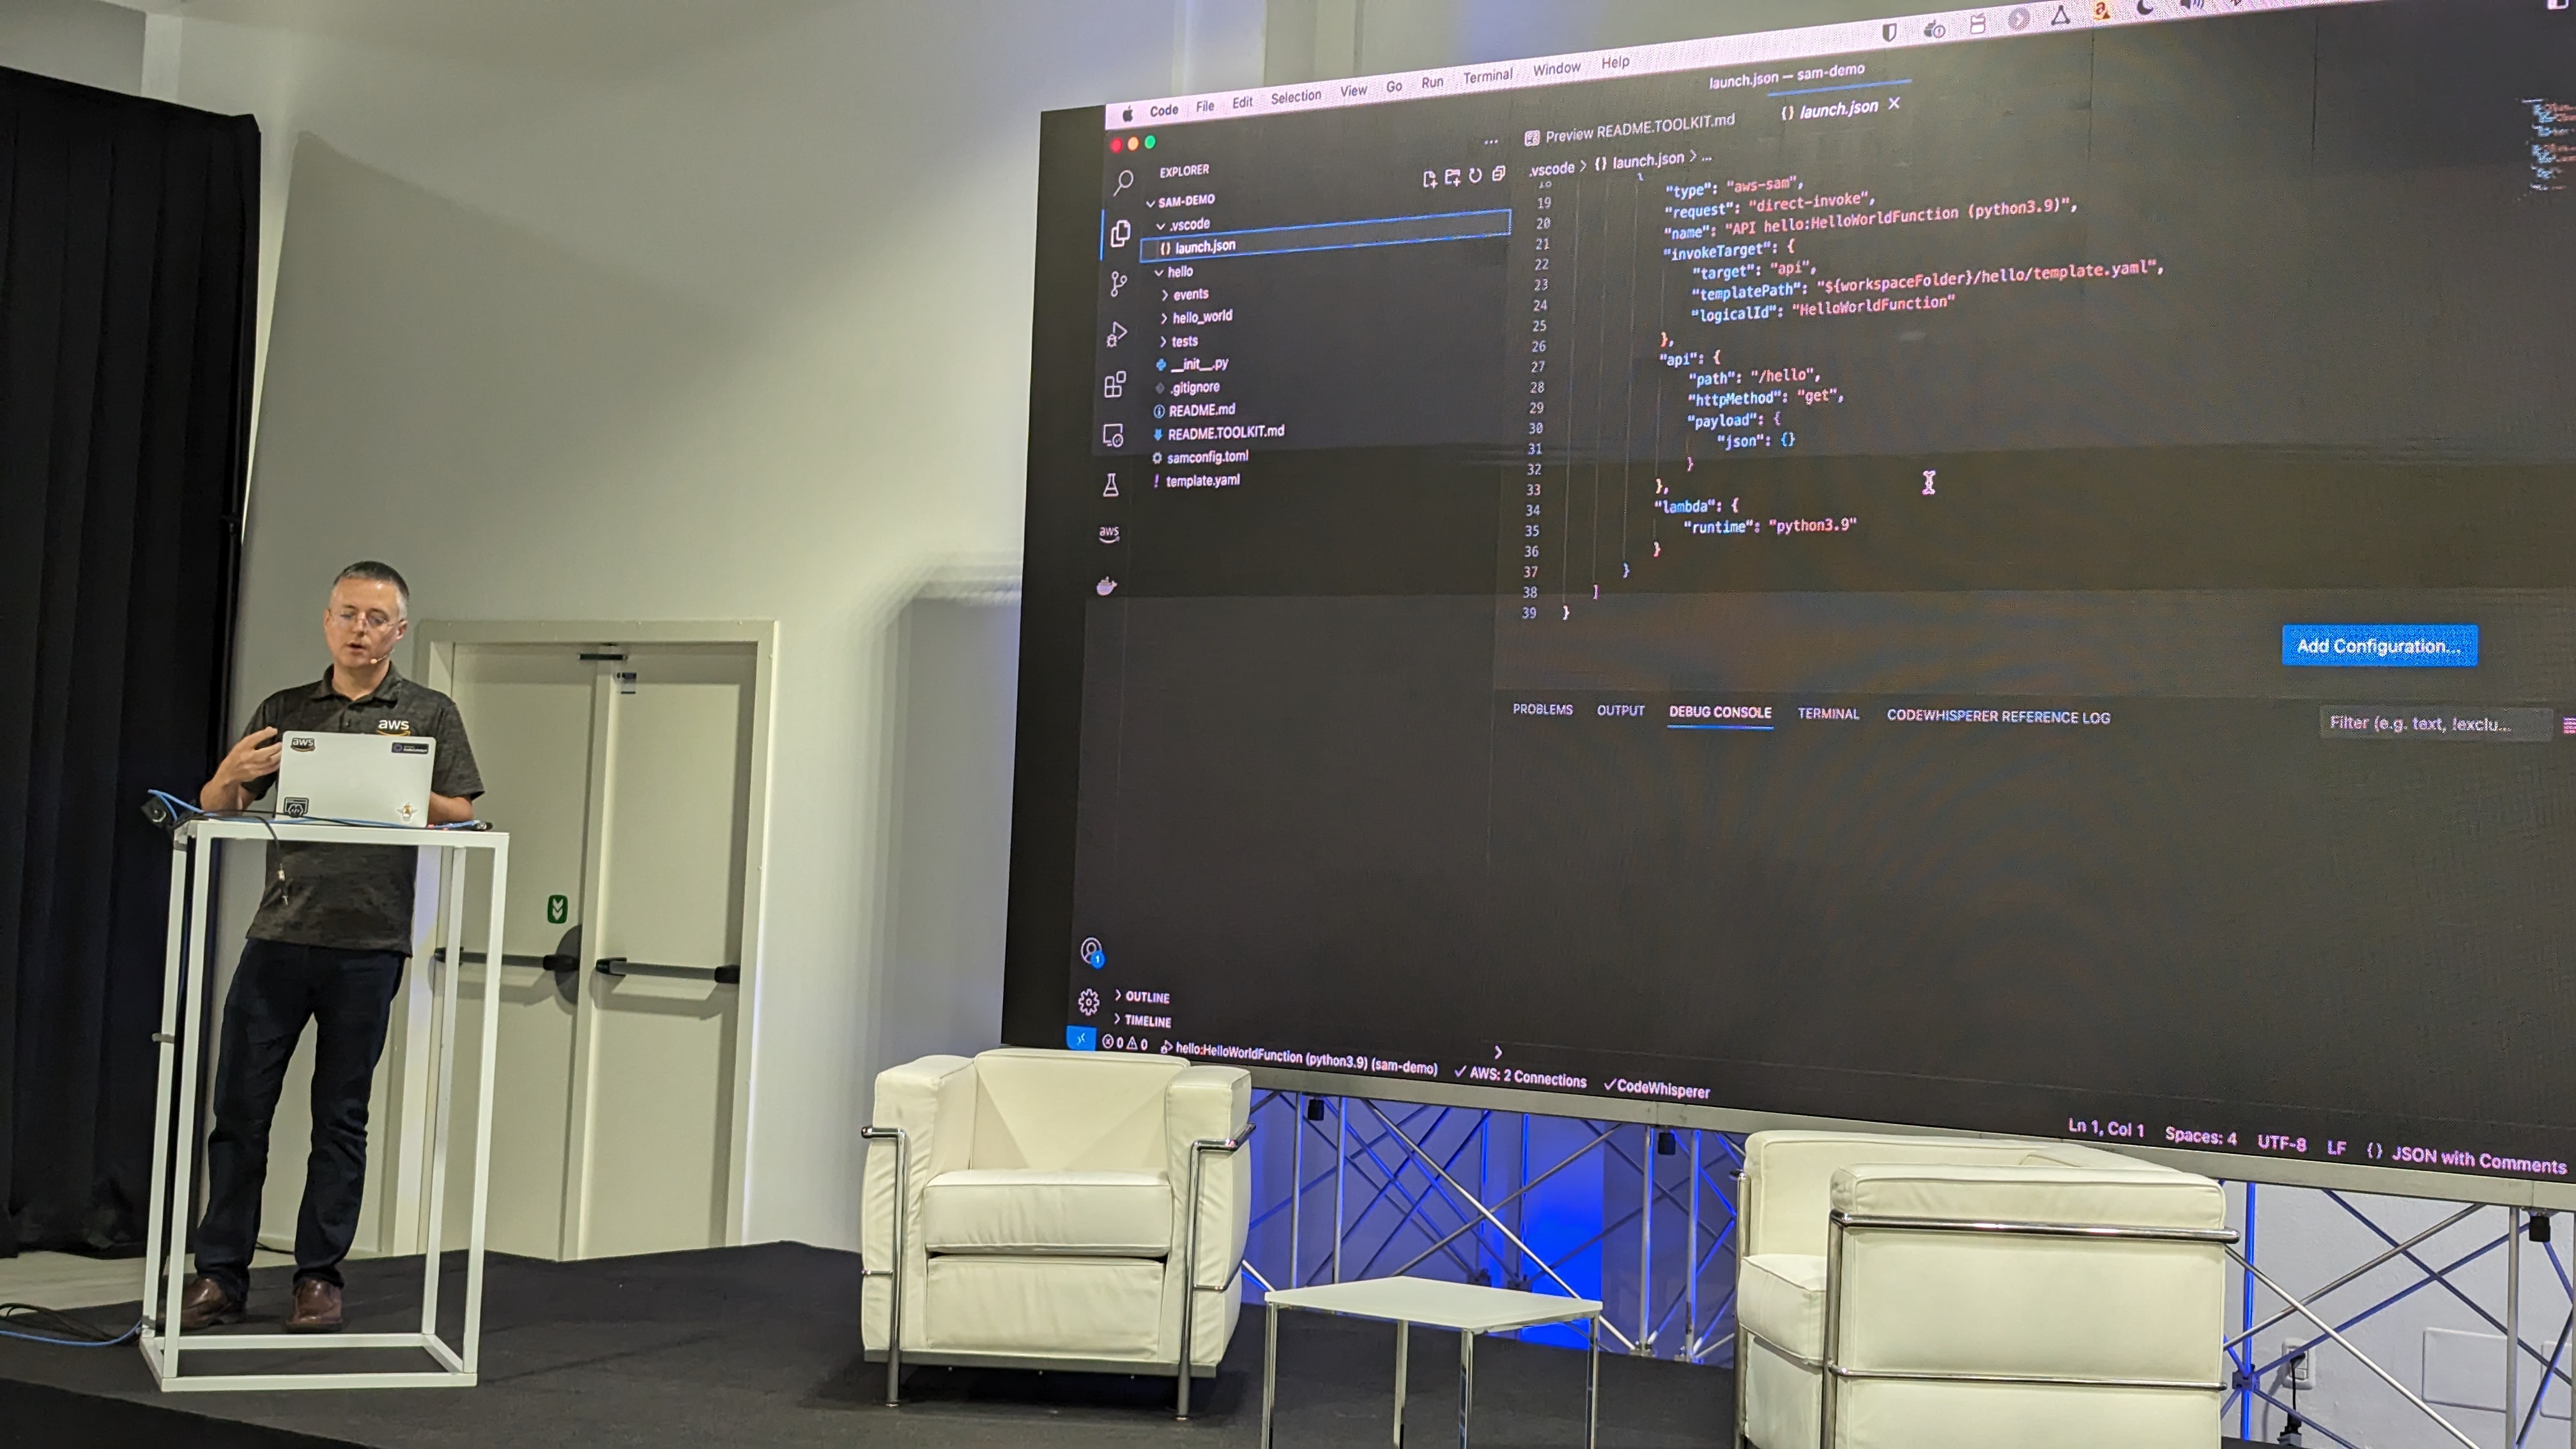 Code File Edit Selection View Go Run Terminal Window Help
launch.json — sam-demo
EXPLORER
SAM-DEMO
.vscode
{} launch.json
hello
events
hello_world
tests
__init__.py
.gitignore
README.md
README.TOOLKIT.md
samconfig.toml
template.yaml
aws
OUTLINE
TIMELINE
Preview README.TOOLKIT.md
{} launch.json
.vscode > {} launch.json > ...
18 {
19 "type": "aws-sam",
20 "request": "direct-invoke",
21 "name": "API hello:HelloWorldFunction (python3.9)",
22 "invokeTarget": {
23 "target": "api",
24 "templatePath": "${workspaceFolder}/hello/template.yaml",
25 "logicalId": "HelloWorldFunction"
26 },
27 "api": {
28 "path": "/hello",
29 "httpMethod": "get",
30 "payload": {
31 "json": {}
32 }
33 },
34 "lambda": {
35 "runtime": "python3.9"
36 }
37 }
38 ]
39 }
Add Configuration...
PROBLEMS OUTPUT DEBUG CONSOLE TERMINAL CODEWHISPERER REFERENCE LOG
Filter (e.g. text, !exclu...
1
0 0 hello:HelloWorldFunction (python3.9) (sam-demo) AWS: 2 Connections CodeWhisperer
Ln 1, Col 1 Spaces: 4 UTF-8 LF {} JSON with Comments
aws
aws